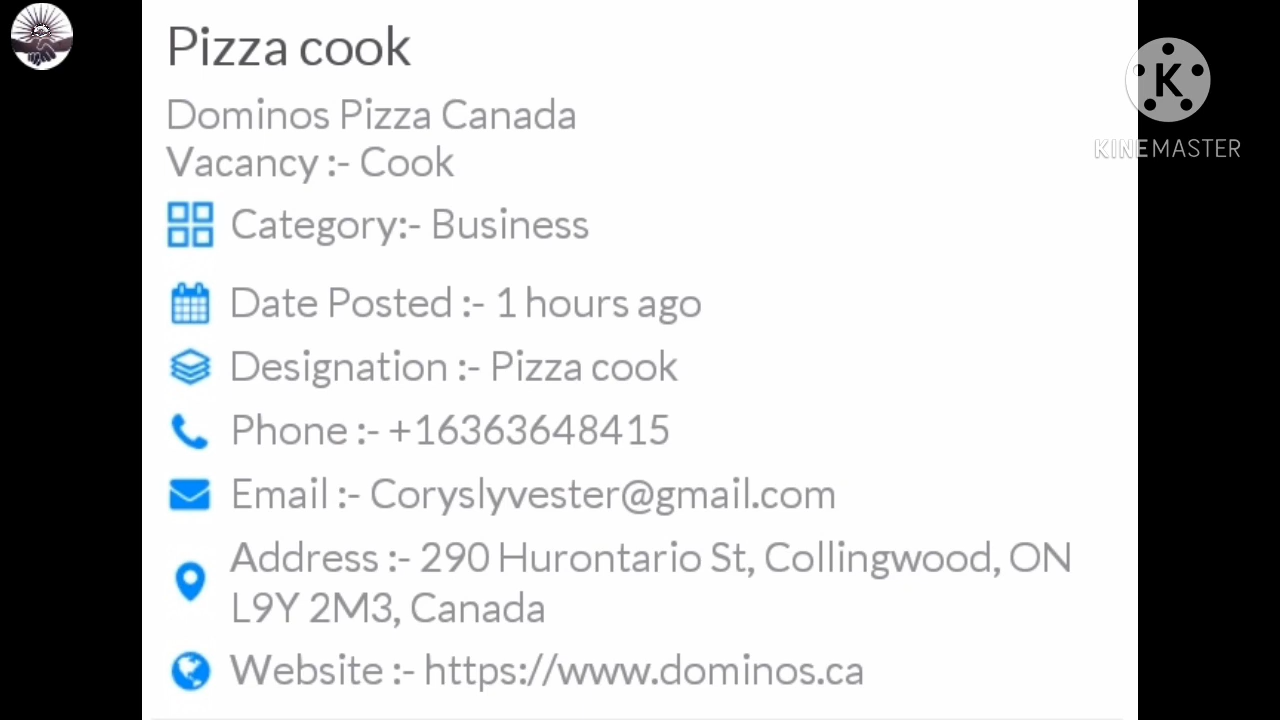 Pizza cook
Dominos Pizza Canada
Vacancy :- Cook
Category:- Business
Date Posted :- 1 hours ago
Designation :- Pizza cook
Phone :- +16363648415
Email :- Coryslyvester@gmail.com
Address :- 290 Hurontario St, Collingwood, ON
L9Y 2M3, Canada
Website :- https://www.dominos.ca
K
KINEMASTER